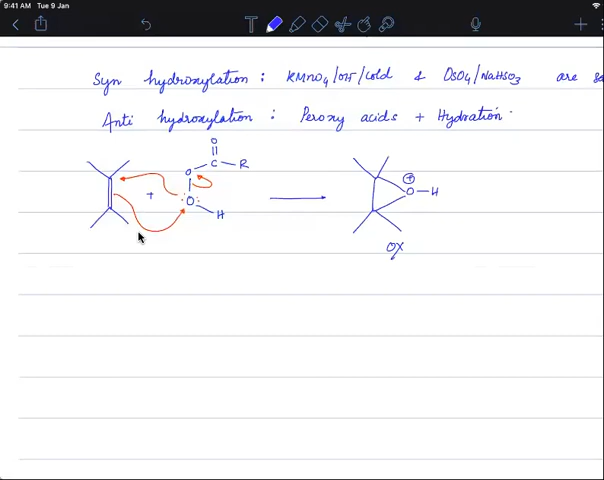 9:41 AM Tue 9 Jan
Syn hydroxylation : KMnO4/OH/cold & OsO4/NaHSO3 are
Anti hydroxylation : Peroxy acids + Hydration.
O
O C R
+ :O: H
+ O H
OX